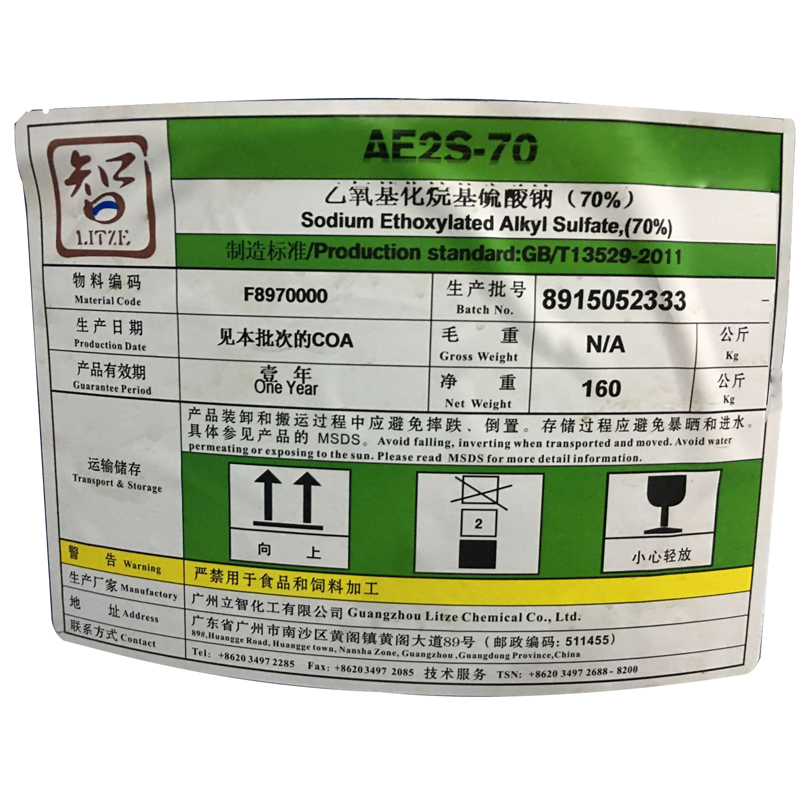 智
LITZE
AE2S-70
乙氧基化烷基硫酸钠（70%）
Sodium Ethoxylated Alkyl Sulfate,(70%)
制造标准/Production standard:GB/T13529-2011
物料编码
Material Code
F8970000
生产批号
Batch No.
8915052333
生产日期
Production Date
见本批次的COA
毛 重
Gross Weight
N/A
公斤
Kg
产品有效期
Guarantee Period
壹 年
One Year
净 重
Net Weight
160
公斤
Kg
运输储存
Transport & Storage
产品装卸和搬运过程中应避免摔跌、倒置。存储过程应避免暴晒和进水。
具体参见产品的 MSDS。Avoid falling, inverting when transported and moved. Avoid water
permeating or exposing to the sun. Please read MSDS for more detail information.
向 上
2
小心轻放
警 告 Warning
严禁用于食品和饲料加工
生产厂家 Manufactory
广州立智化工有限公司 Guangzhou Litze Chemical Co., Ltd.
地 址 Address
广东省广州市南沙区黄阁镇黄阁大道89号（邮政编码: 511455）
89#,Huangge Road, Huangge town, Nansha Zone, Guangzhou ,Guangdong Province,China
联系方式 Contact
Tel: +8620 3497 2285 Fax: +8620 3497 2085 技术服务 TSN: +8620 3497 2688 - 8200